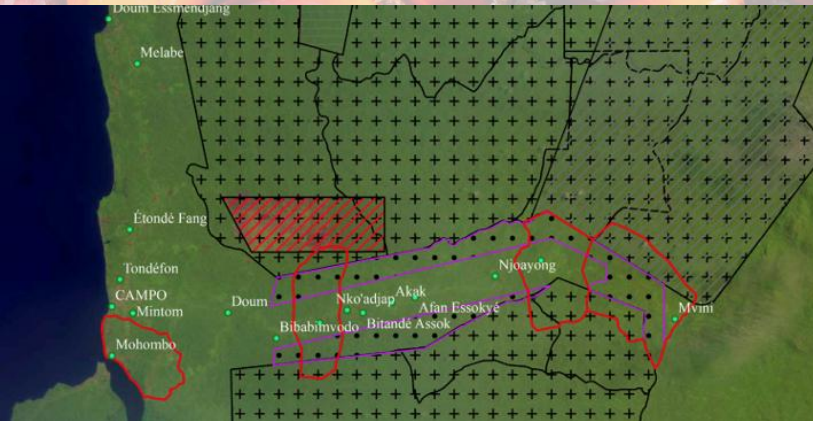 Doum Essmendjang
Melabe
Étondé Fang
Tondéfon
CAMPO
Mintom
Mohombo
Doum
Bibabimvodo
Nko'adjap
Akak
Bitandé Assok
Afan Essokyé
Njoayong
Mvini